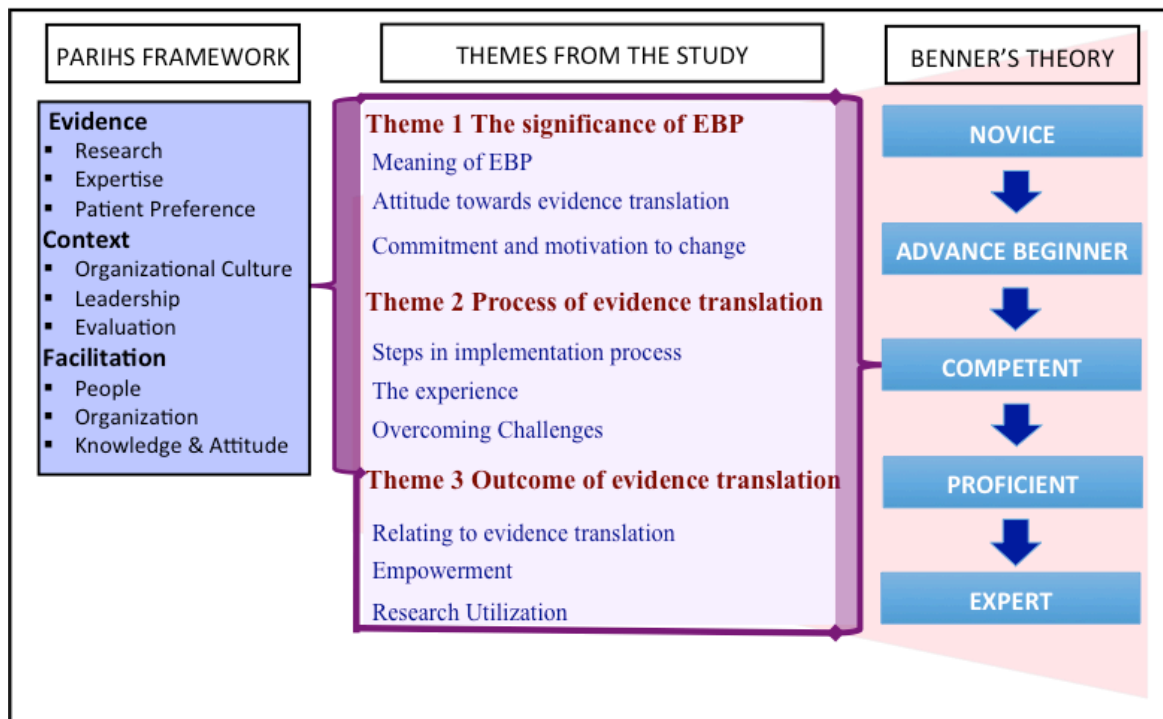 PARIHS FRAMEWORK
Evidence
▪ Research
▪ Expertise
▪ Patient Preference
Context
▪ Organizational Culture
▪ Leadership
▪ Evaluation
Facilitation
▪ People
▪ Organization
▪ Knowledge & Attitude
THEMES FROM THE STUDY
Theme 1 The significance of EBP
Meaning of EBP
Attitude towards evidence translation
Commitment and motivation to change
Theme 2 Process of evidence translation
Steps in implementation process
The experience
Overcoming Challenges
Theme 3 Outcome of evidence translation
Relating to evidence translation
Empowerment
Research Utilization
BENNER'S THEORY
NOVICE
ADVANCE BEGINNER
COMPETENT
PROFICIENT
EXPERT